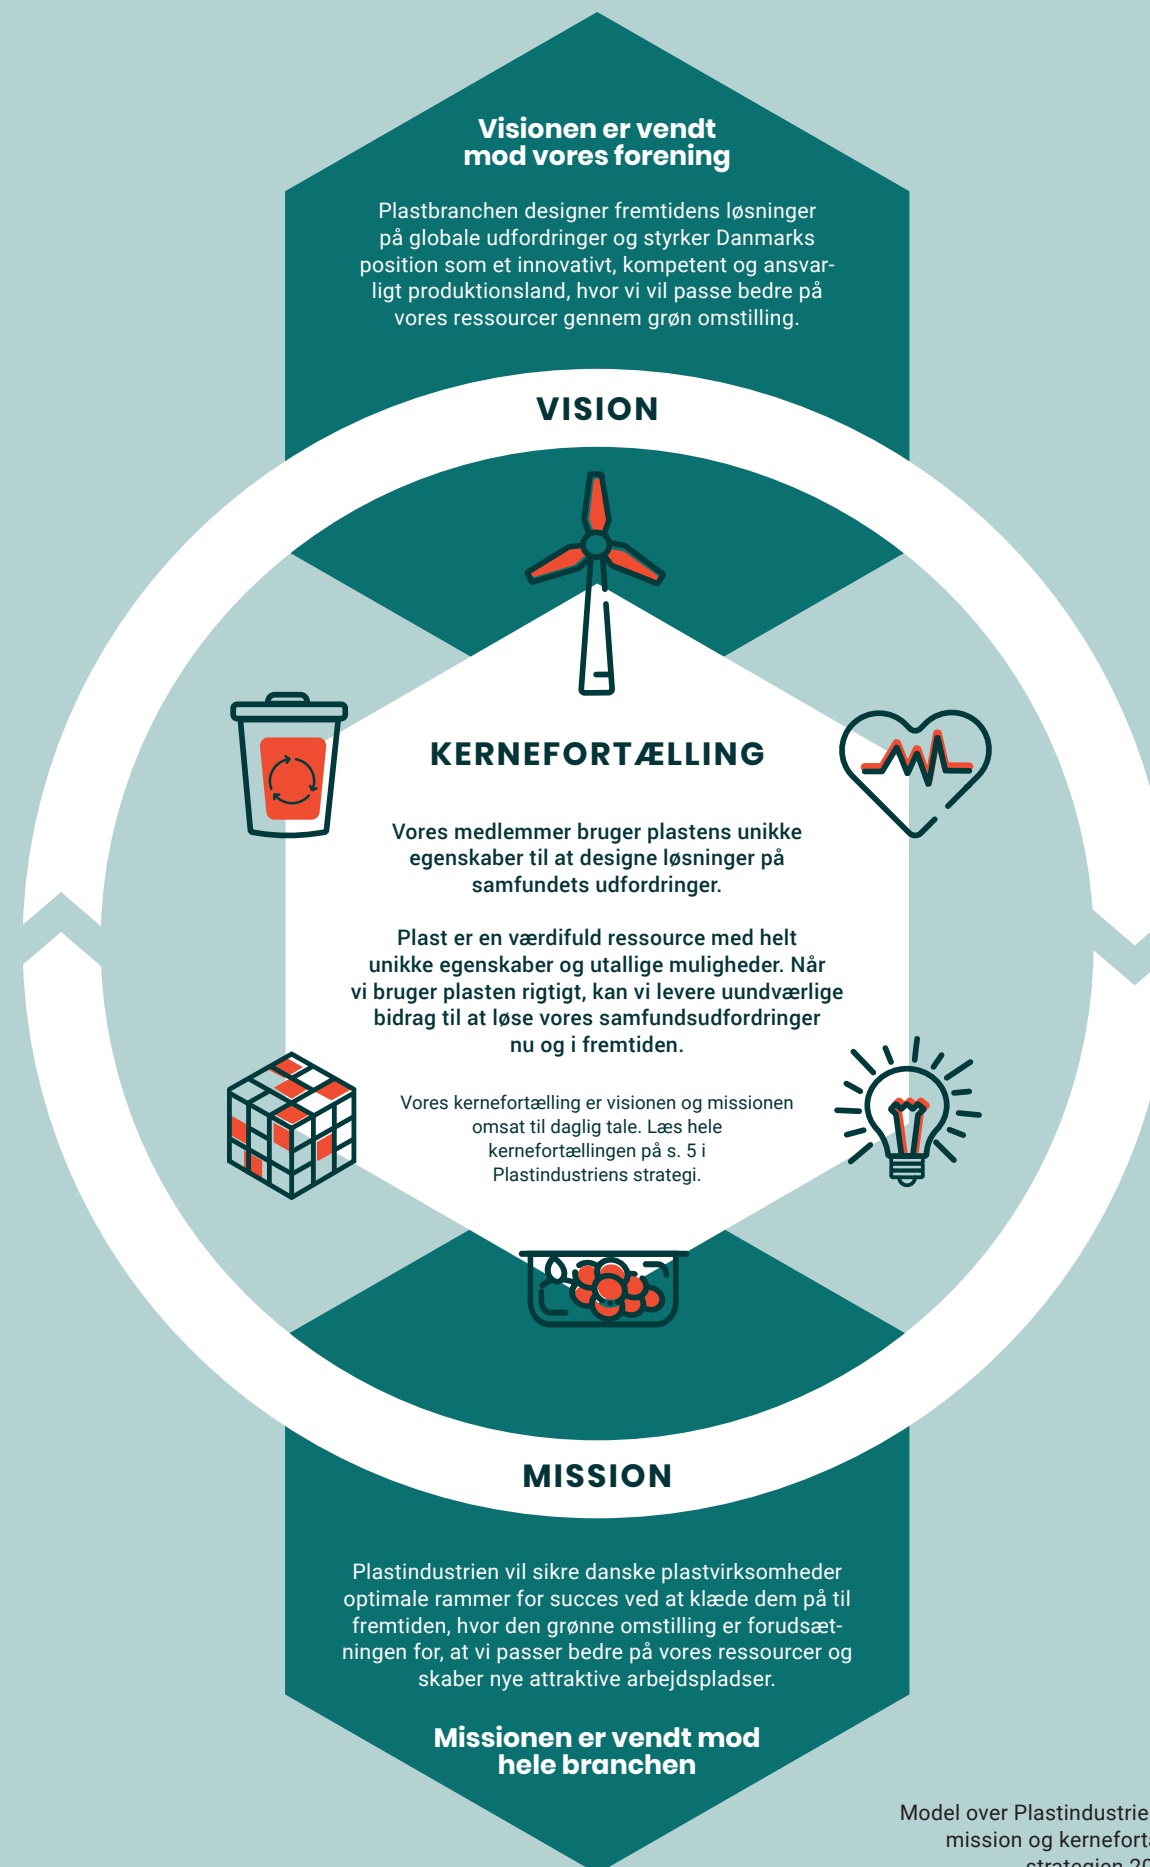 Visionen er vendt
mod vores forening
Plastbranchen designer fremtidens løsninger
på globale udfordringer og styrker Danmarks
position som et innovativt, kompetent og ansvar-
ligt produktionsland, hvor vi vil passe bedre på
vores ressourcer gennem grøn omstilling.
VISION
KERNEFORTÆLLING
Vores medlemmer bruger plastens unikke
egenskaber til at designe løsninger på
samfundets udfordringer.
Plast er en værdifuld ressource med helt
unikke egenskaber og utallige muligheder. Når
vi bruger plasten rigtigt, kan vi levere uundværlige
bidrag til at løse vores samfundsudfordringer
nu og i fremtiden.
Vores kernefortælling er visionen og missionen
omsat til daglig tale. Læs hele
kernefortællingen på s. 5 i
Plastindustriens strategi.
MISSION
Plastindustrien vil sikre danske plastvirksomheder
optimale rammer for succes ved at klæde dem på til
fremtiden, hvor den grønne omstilling er forudsæt-
ningen for, at vi passer bedre på vores ressourcer og
skaber nye attraktive arbejdspladser.
Missionen er vendt mod
hele branchen
Model over Plastindustrie
mission og kernefort
strategien 20